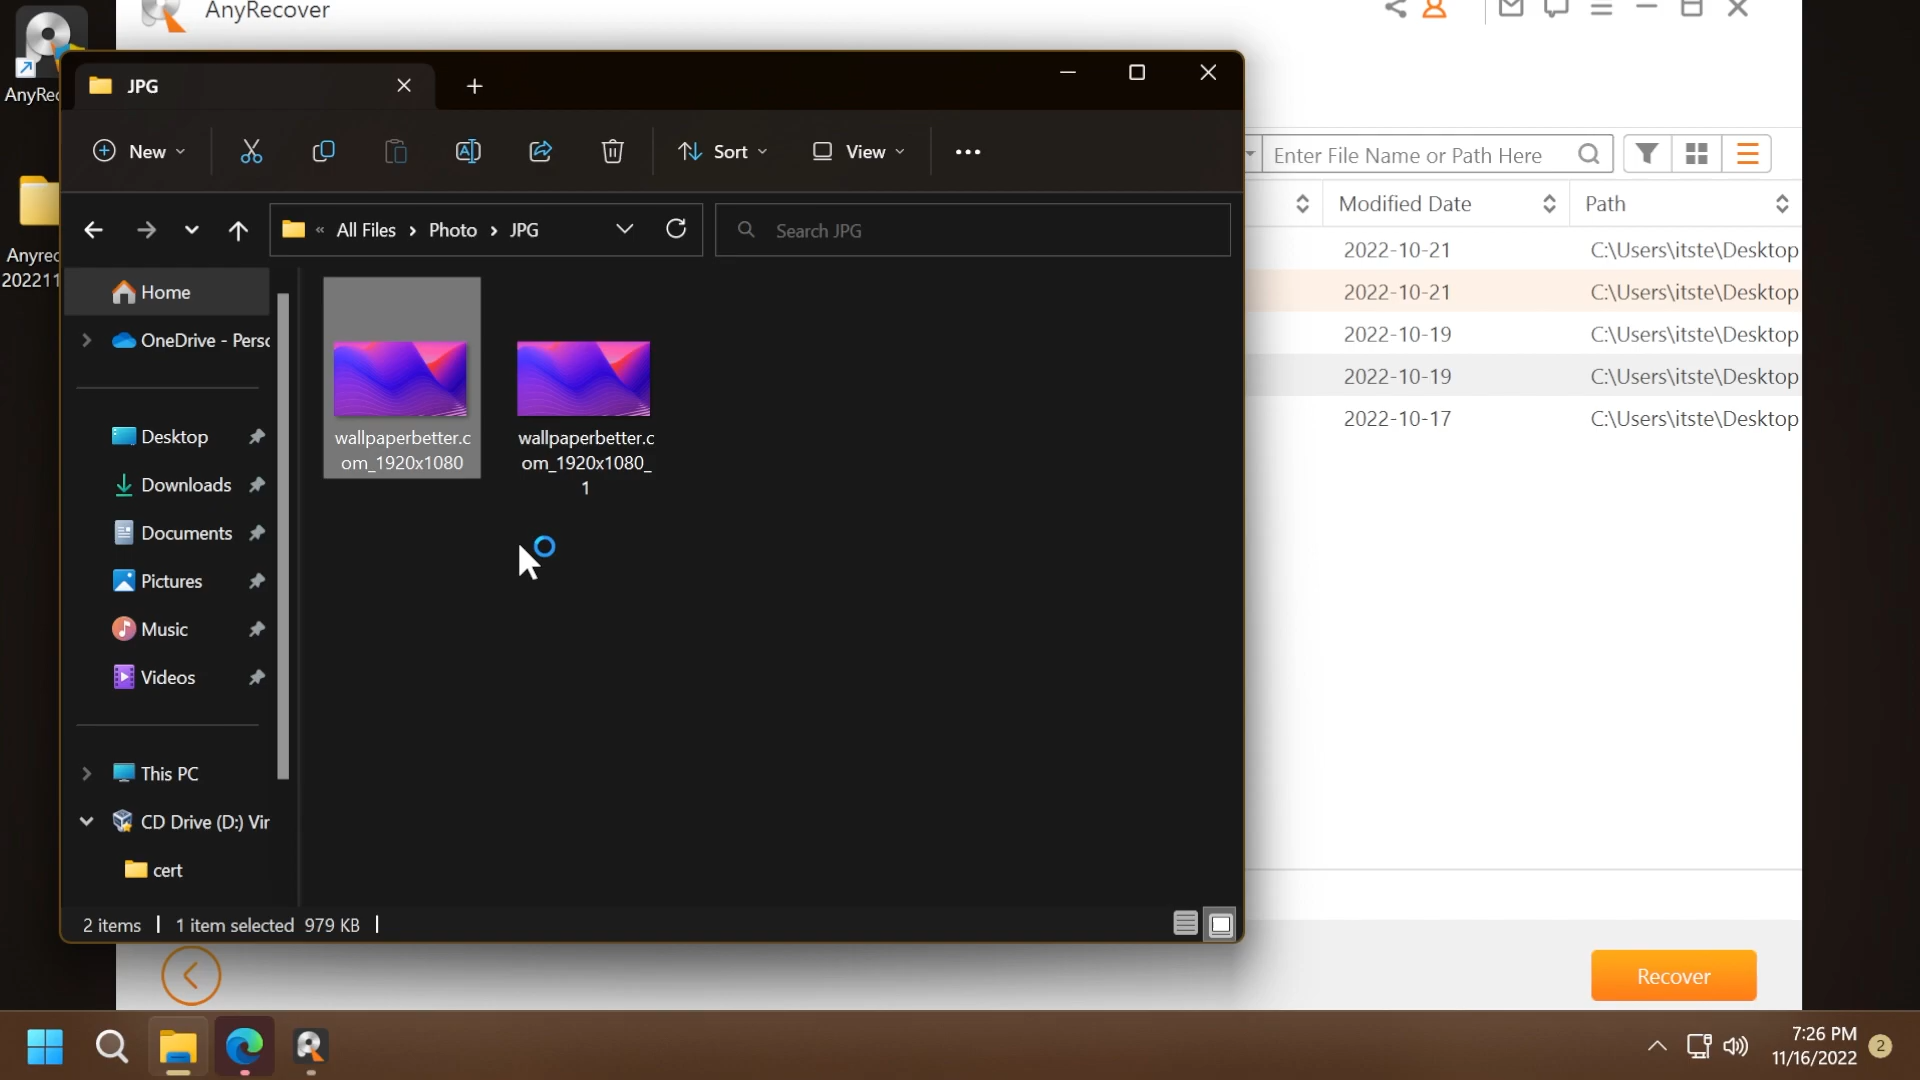 AnyRecover
AnyRec
Anyrec
202211
JPG
New
Sort
View
« All Files › Photo › JPG
Search JPG
Home
OneDrive - Perso
Desktop
Downloads
Documents
Pictures
Music
Videos
This PC
CD Drive (D:) Vir
cert
wallpaperbetter.c
om_1920x1080
wallpaperbetter.c
om_1920x1080_
1
2 items | 1 item selected 979 KB |
Enter File Name or Path Here
Modified Date Path
2022-10-21 C:\Users\itste\Desktop
2022-10-21 C:\Users\itste\Desktop
2022-10-19 C:\Users\itste\Desktop
2022-10-19 C:\Users\itste\Desktop
2022-10-17 C:\Users\itste\Desktop
Recover
7:26 PM
11/16/2022
2